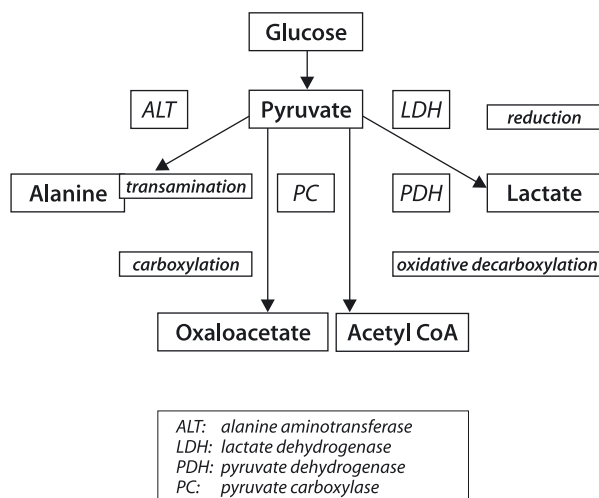 Glucose
ALT
Pyruvate
LDH
reduction
Alanine
transamination
PC
PDH
Lactate
carboxylation
oxidative decarboxylation
Oxaloacetate
Acetyl CoA
ALT: alanine aminotransferase
LDH: lactate dehydrogenase
PDH: pyruvate dehydrogenase
PC: pyruvate carboxylase